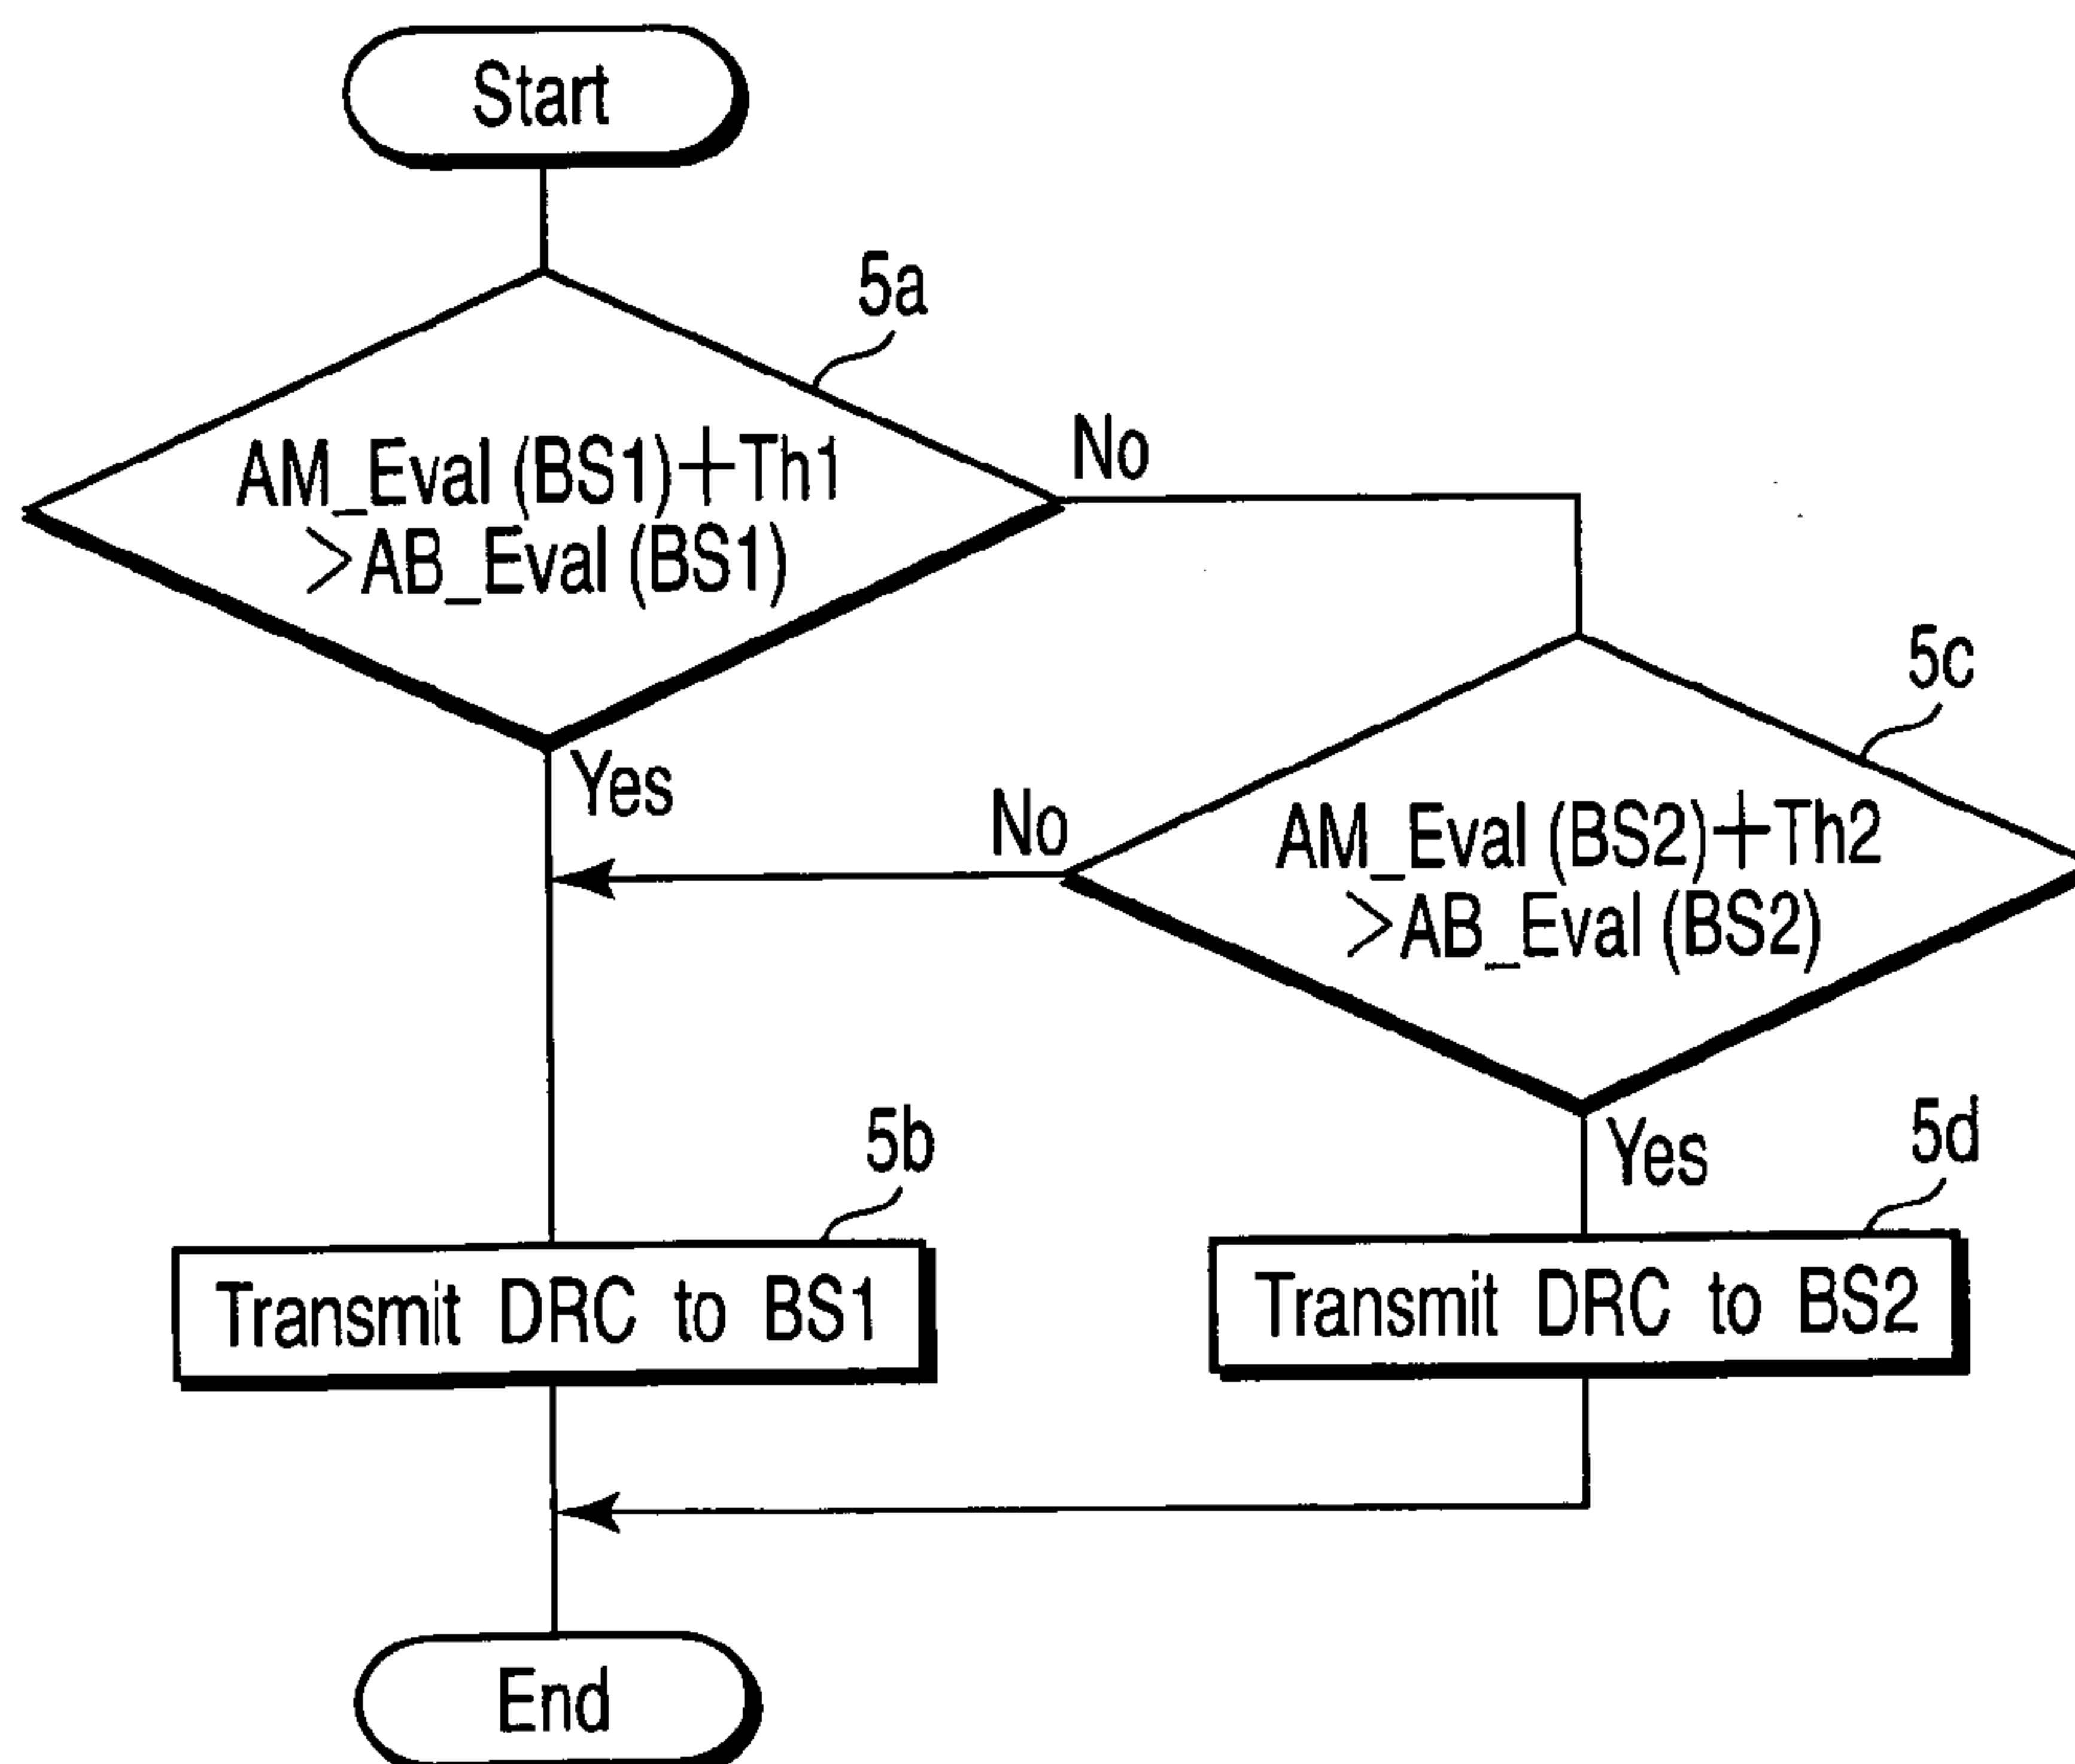 Start
5a
AM_Eval (BS1)+Th1
>AB_Eval (BS1)
No
Yes
5c
AM_Eval (BS2)+Th2
>AB_Eval (BS2)
No
Yes
5b
Transmit DRC to BS1
5d
Transmit DRC to BS2
End